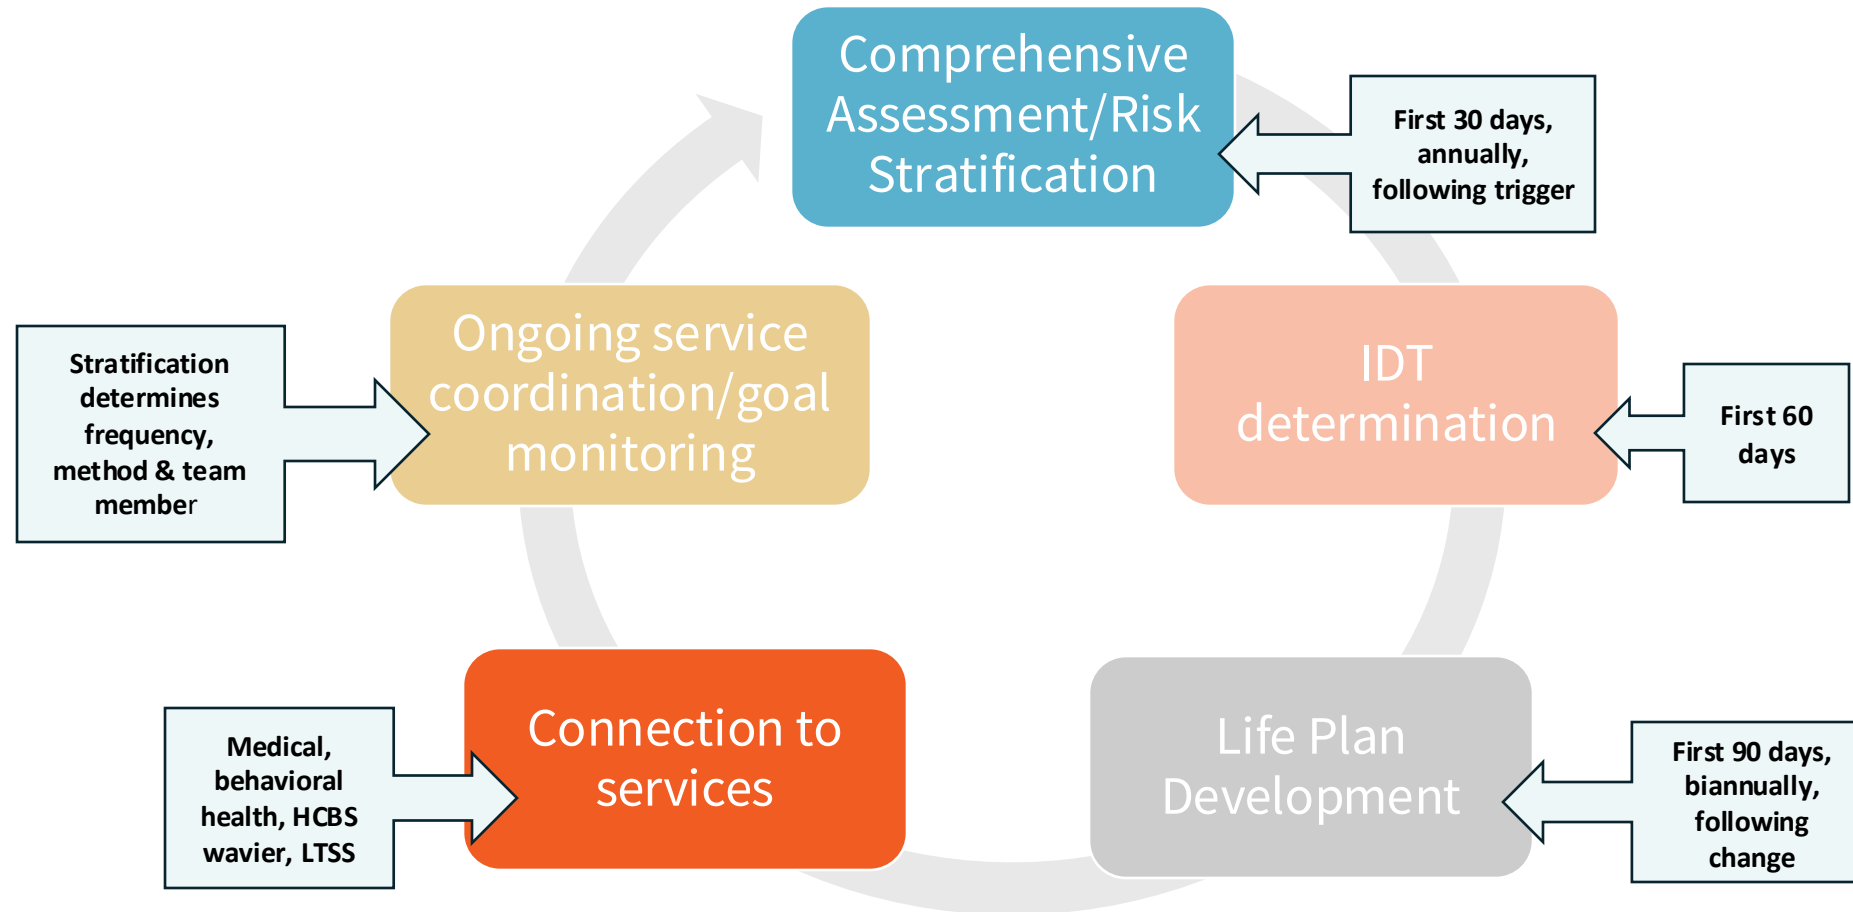 Comprehensive
Assessment/Risk
Stratification
First 30 days,
annually,
following trigger
IDT
determination
First 60
days
Life Plan
Development
First 90 days,
biannually,
following
change
Connection to
services
Medical,
behavioral
health, HCBS
wavier, LTSS
Ongoing service
coordination/goal
monitoring
Stratification
determines
frequency,
method & team
member